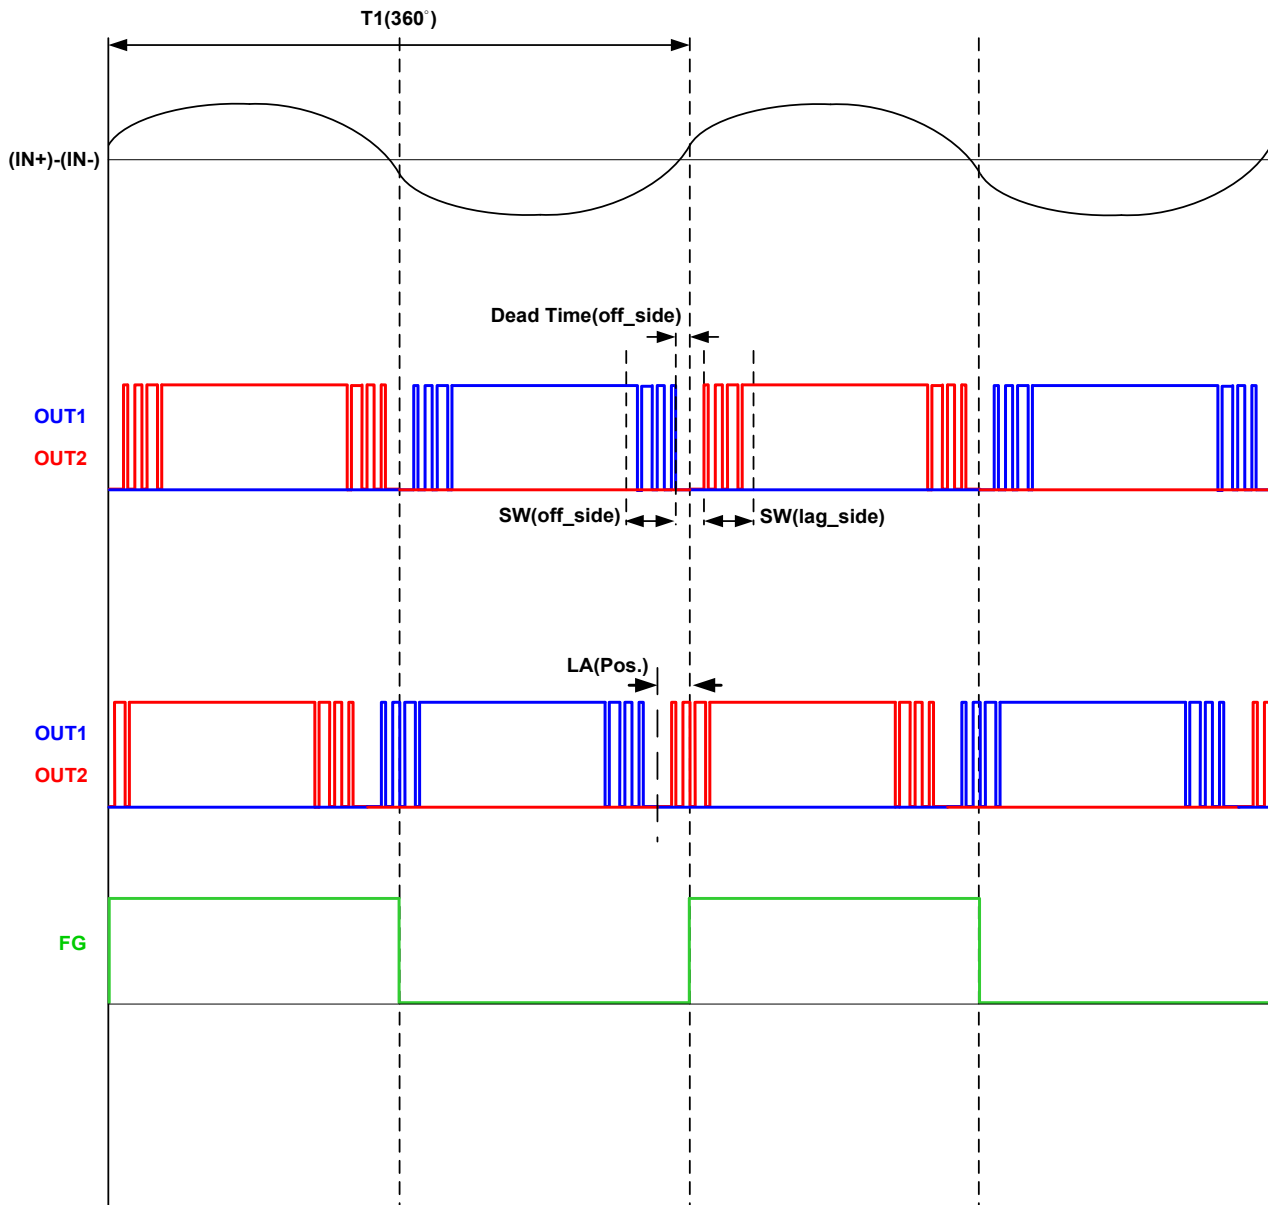 T1(360°)
(IN+)-(IN-)
Dead Time(off_side)
OUT1
OUT2
SW(off_side)
SW(lag_side)
LA(Pos.)
OUT1
OUT2
FG